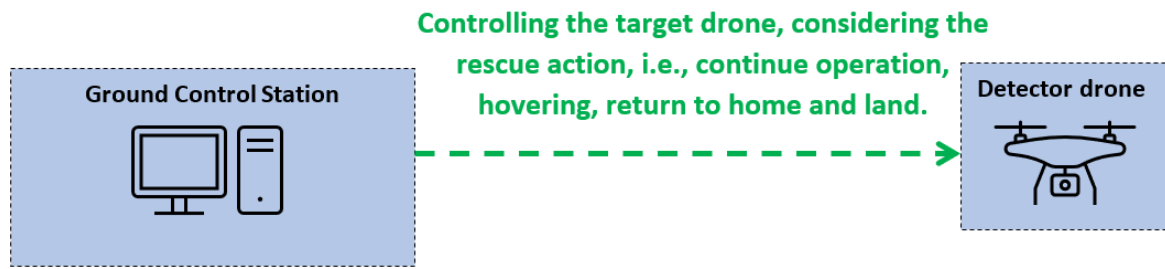 Controlling the target drone, considering the
rescue action, i.e., continue operation,
hovering, return to home and land.
Ground Control Station
Detector drone